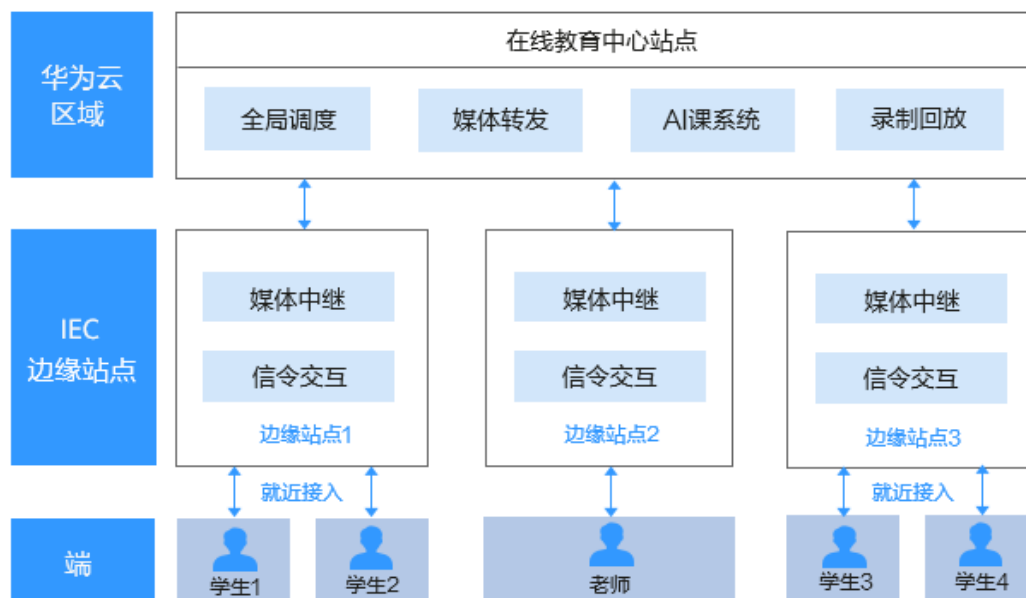 华为云
区域
在线教育中心站点
全局调度
媒体转发
AI课系统
录制回放
IEC
边缘站点
媒体中继
信令交互
边缘站点1
媒体中继
信令交互
边缘站点2
媒体中继
信令交互
边缘站点3
就近接入
就近接入
端
学生1
学生2
老师
学生3
学生4